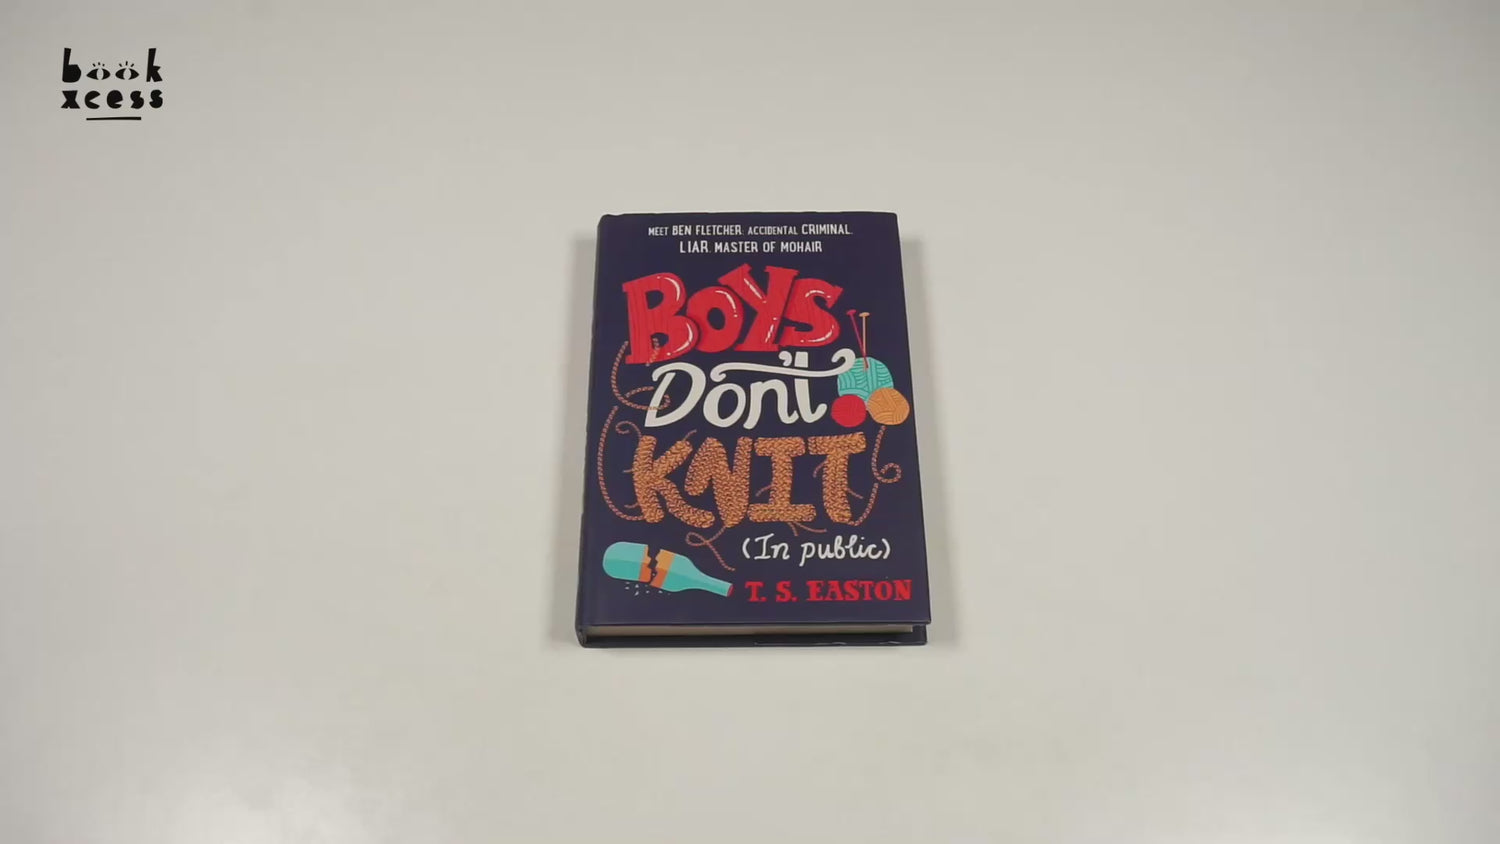 book
xcess
MEET BEN FLETCHER: ACCIDENTAL CRIMINAL.
LIAR. MASTER OF MOHAIR
BOYS
Don't
KNIT
(In public)
T. S. EASTON